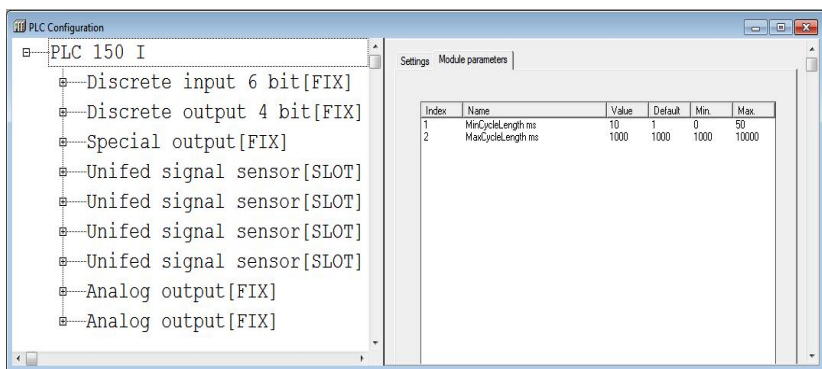 PLC Configuration
PLC 150 I
Discrete input 6 bit[FIX]
Discrete output 4 bit[FIX]
Special output[FIX]
Unifed signal sensor[SLOT]
Unifed signal sensor[SLOT]
Unifed signal sensor[SLOT]
Unifed signal sensor[SLOT]
Analog output[FIX]
Analog output[FIX]
Settings Module parameters
Index Name Value Default Min. Max.
1 MinCycleLength ms 10 1 0 50
2 MaxCycleLength ms 1000 1000 1000 10000